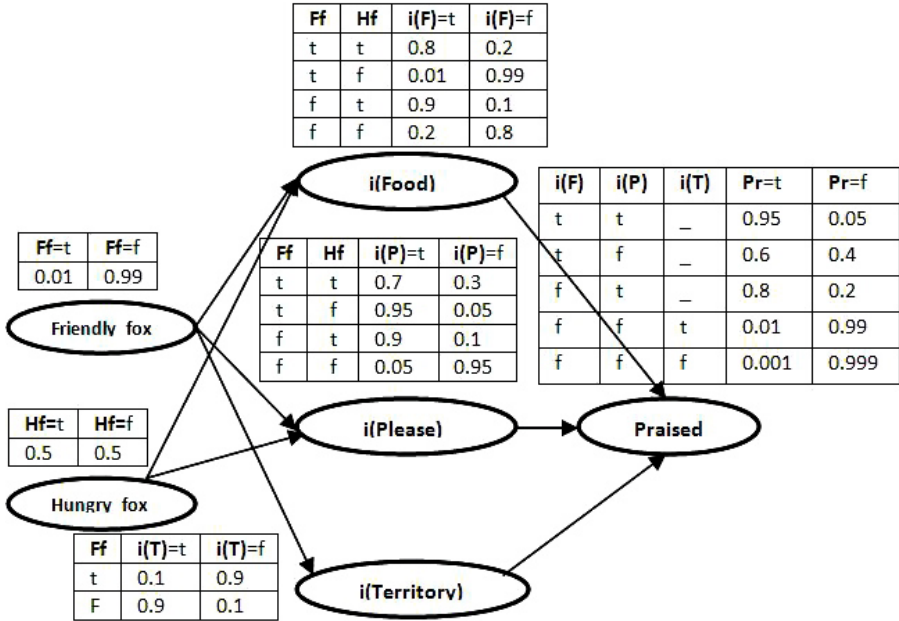 Ff Hf i(F)=t i(F)=f
t t 0.8 0.2
t f 0.01 0.99
f t 0.9 0.1
f f 0.2 0.8
i(Food)
i(F) i(P) i(T) Pr=t Pr=f
t t _ 0.95 0.05
t f _ 0.6 0.4
f t _ 0.8 0.2
f f t 0.01 0.99
f f f 0.001 0.999
Ff=t Ff=f
0.01 0.99
Friendly fox
Ff Hf i(P)=t i(P)=f
t t 0.7 0.3
t f 0.95 0.05
f t 0.9 0.1
f f 0.05 0.95
Hf=t Hf=f
0.5 0.5
Hungry fox
i(Please)
Praised
Ff i(T)=t i(T)=f
t 0.1 0.9
F 0.9 0.1
i(Territory)